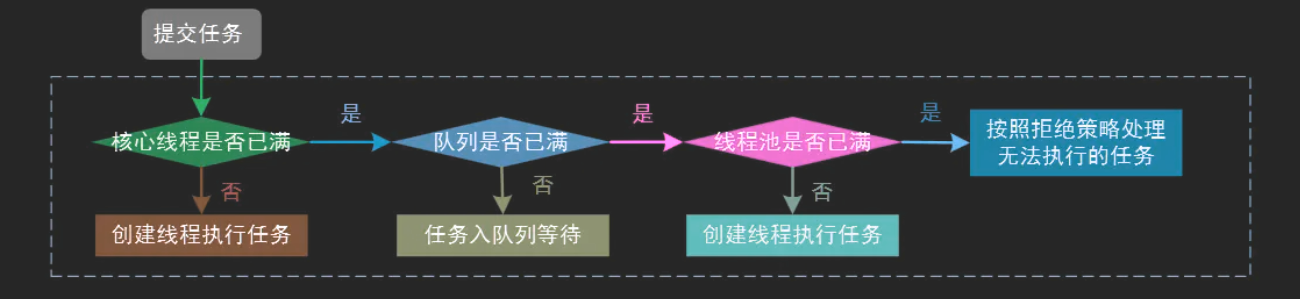 提交任务
核心线程是否已满
是
队列是否已满
是
线程池是否已满
是
按照拒绝策略处理
无法执行的任务
否
否
否
创建线程执行任务
任务入队列等待
创建线程执行任务